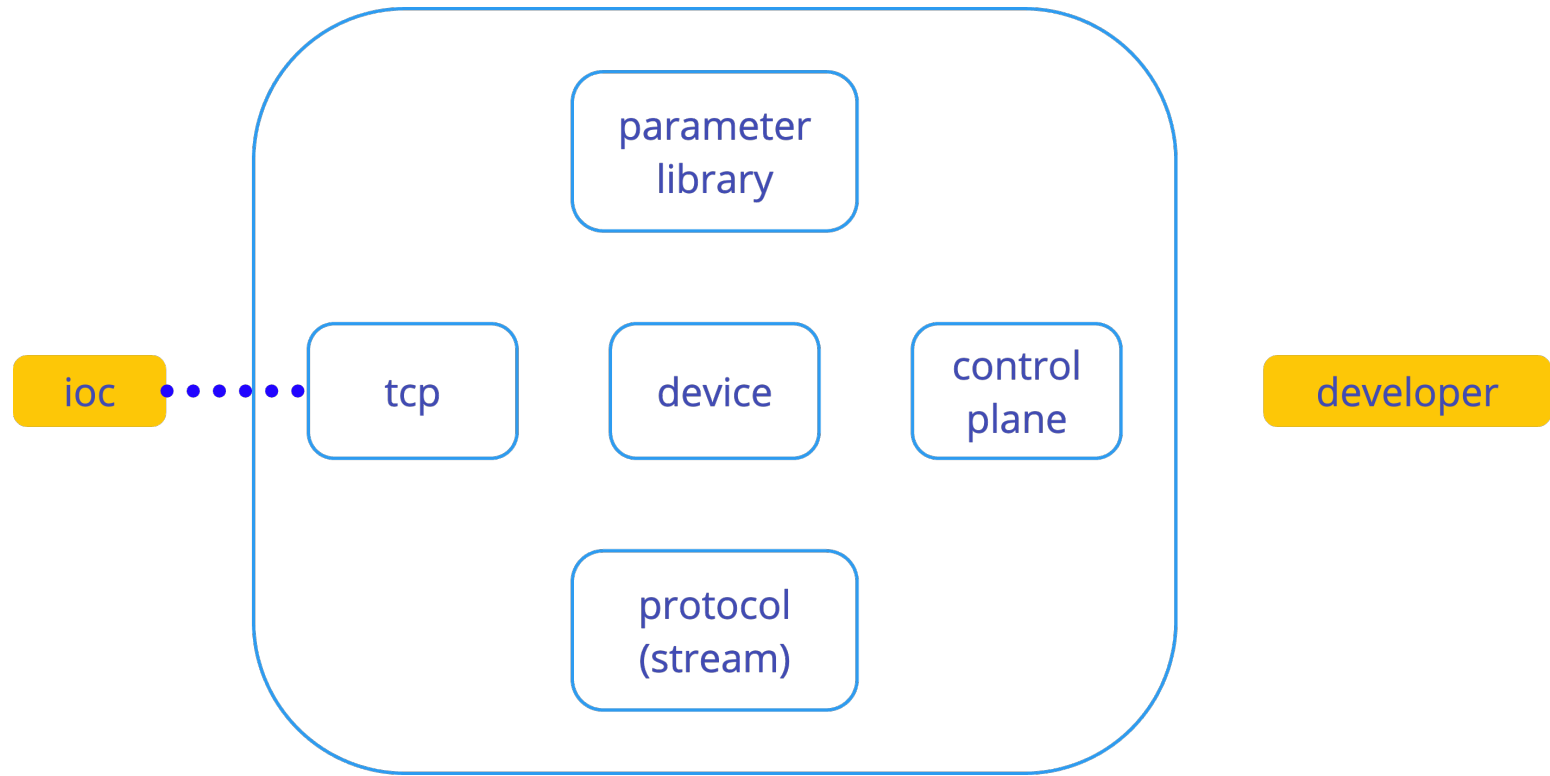 parameter
library
ioc
tcp
device
control
plane
developer
protocol
(stream)